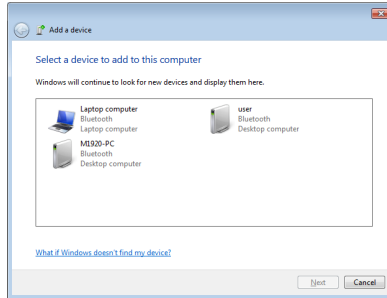 Add a device
Select a device to add to this computer
Windows will continue to look for new devices and display them here.
Laptop computer
Bluetooth
Laptop computer
user
Bluetooth
Desktop computer
M1920-PC
Bluetooth
Desktop computer
What if Windows doesn't find my device?
Next
Cancel